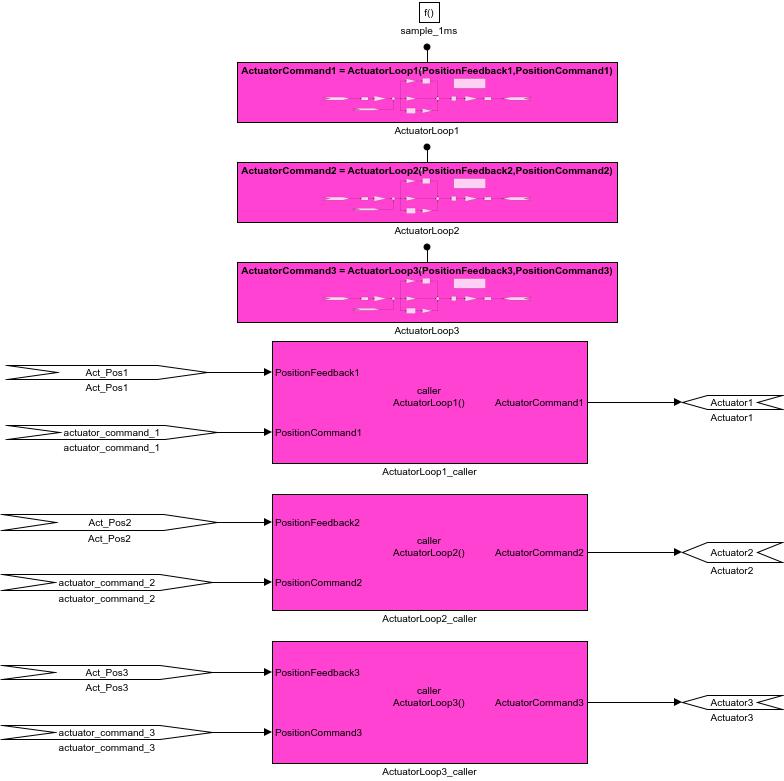 f()
sample_1ms
ActuatorCommand1 = ActuatorLoop1(PositionFeedback1,PositionCommand1)
ActuatorLoop1
ActuatorCommand2 = ActuatorLoop2(PositionFeedback2,PositionCommand2)
ActuatorLoop2
ActuatorCommand3 = ActuatorLoop3(PositionFeedback3,PositionCommand3)
ActuatorLoop3
Act_Pos1
Act_Pos1
PositionFeedback1
caller
ActuatorLoop1()
ActuatorCommand1
Actuator1
Actuator1
actuator_command_1
actuator_command_1
PositionCommand1
ActuatorLoop1_caller
Act_Pos2
Act_Pos2
PositionFeedback2
caller
ActuatorLoop2()
ActuatorCommand2
Actuator2
Actuator2
actuator_command_2
actuator_command_2
PositionCommand2
ActuatorLoop2_caller
Act_Pos3
Act_Pos3
PositionFeedback3
caller
ActuatorLoop3()
ActuatorCommand3
Actuator3
Actuator3
actuator_command_3
actuator_command_3
PositionCommand3
ActuatorLoop3_caller